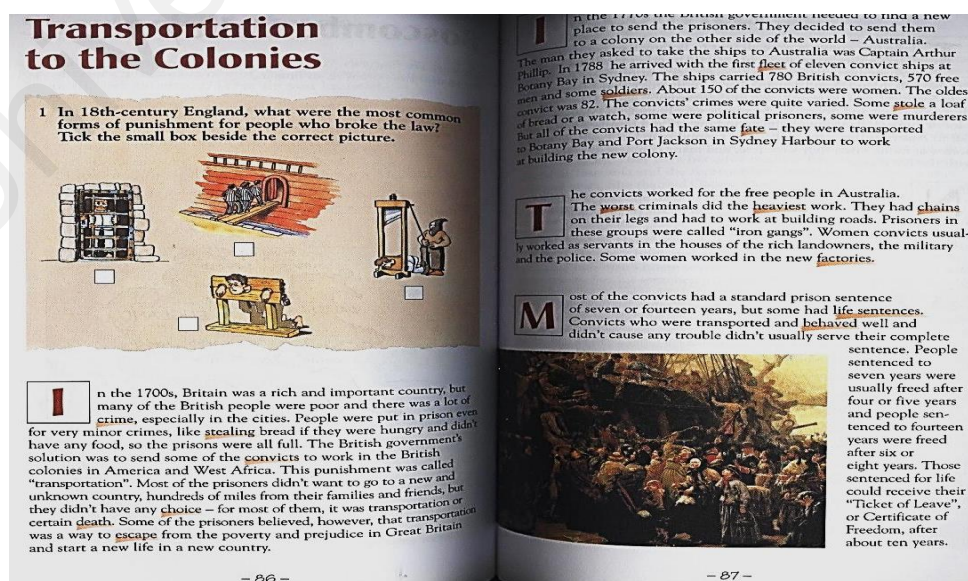 Transportation
to the Colonies
1 In 18th-century England, what were the most common
forms of punishment for people who broke the law?
Tick the small box beside the correct picture.
In the 1700s, Britain was a rich and important country, but
many of the British people were poor and there was a lot of
crime, especially in the cities. People were put in prison even
for very minor crimes, like stealing bread if they were hungry and didn't
have any food, so the prisons were all full. The British government's
solution was to send some of the convicts to work in the British
colonies in America and West Africa. This punishment was called
"transportation". Most of the prisoners didn't want to go to a new and
unknown country, hundreds of miles from their families and friends, but
they didn't have any choice – for most of them, it was transportation or
certain death. Some of the prisoners believed, however, that transportation
was a way to escape from the poverty and prejudice in Great Britain
and start a new life in a new country.
– 86 –
In the 1770s the British government needed to find a new
place to send the prisoners. They decided to send them
to a colony on the other side of the world – Australia.
The man they asked to take the ships to Australia was Captain Arthur
Phillip. In 1788 he arrived with the first fleet of eleven convict ships at
Botany Bay in Sydney. The ships carried 780 British convicts, 570 free
men and some soldiers. About 150 of the convicts were women. The oldes
convict was 82. The convicts' crimes were quite varied. Some stole a loaf
of bread or a watch, some were political prisoners, some were murderers
But all of the convicts had the same fate – they were transported
to Botany Bay and Port Jackson in Sydney Harbour to work
at building the new colony.
The convicts worked for the free people in Australia.
The worst criminals did the heaviest work. They had chains
on their legs and had to work at building roads. Prisoners in
these groups were called "iron gangs". Women convicts usual-
ly worked as servants in the houses of the rich landowners, the military
and the police. Some women worked in the new factories.
Most of the convicts had a standard prison sentence
of seven or fourteen years, but some had life sentences.
Convicts who were transported and behaved well and
didn't cause any trouble didn't usually serve their complete
sentence. People
sentenced to
seven years were
usually freed after
four or five years
and people sen-
tenced to fourteen
years were freed
after six or
eight years. Those
sentenced for life
could receive their
"Ticket of Leave",
or Certificate of
Freedom, after
about ten years.
– 87 –